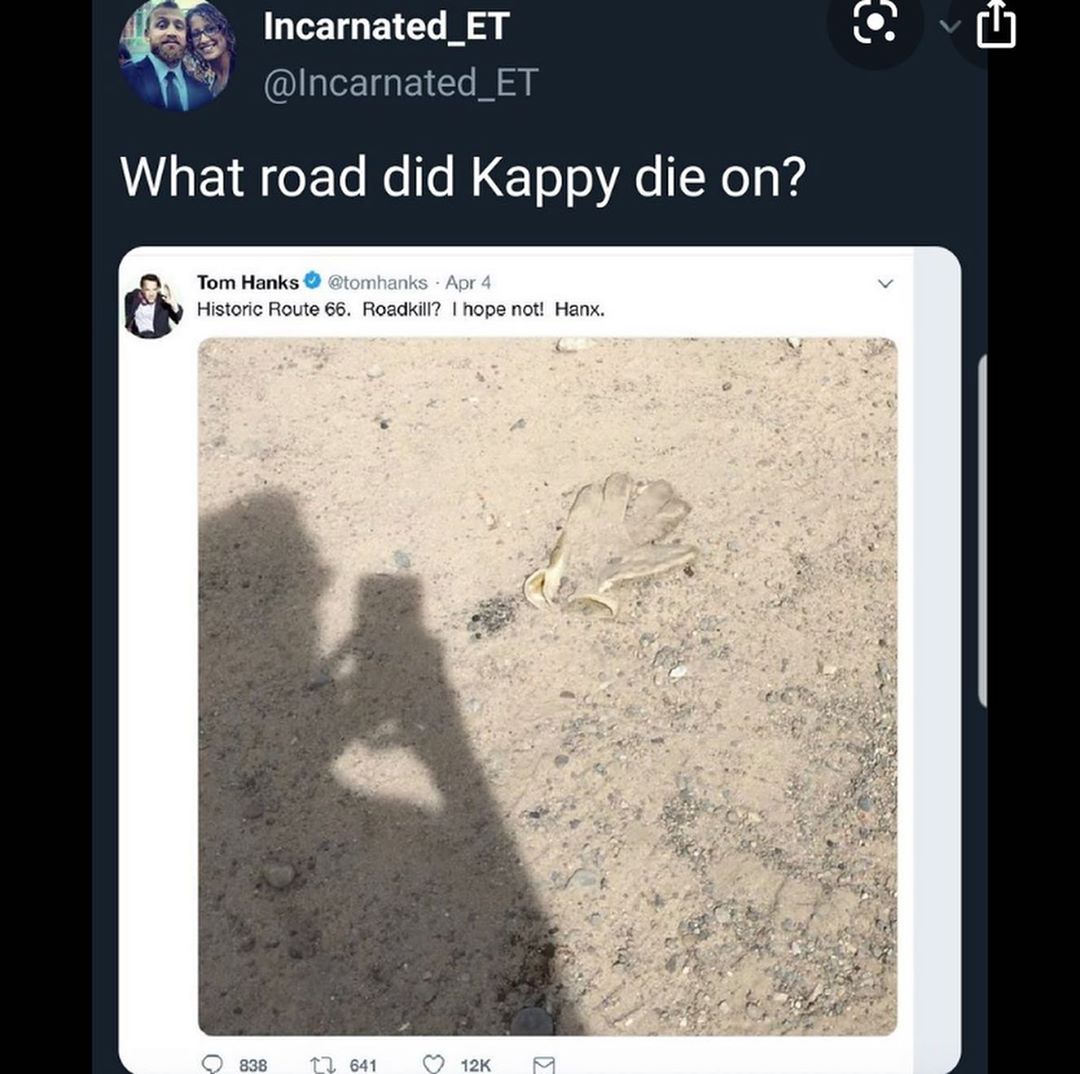 Incarnated_ET
@Incarnated_ET
What road did Kappy die on?
Tom Hanks @tomhanks · Apr 4
Historic Route 66. Roadkill? I hope not! Hanx.
838 641 12K